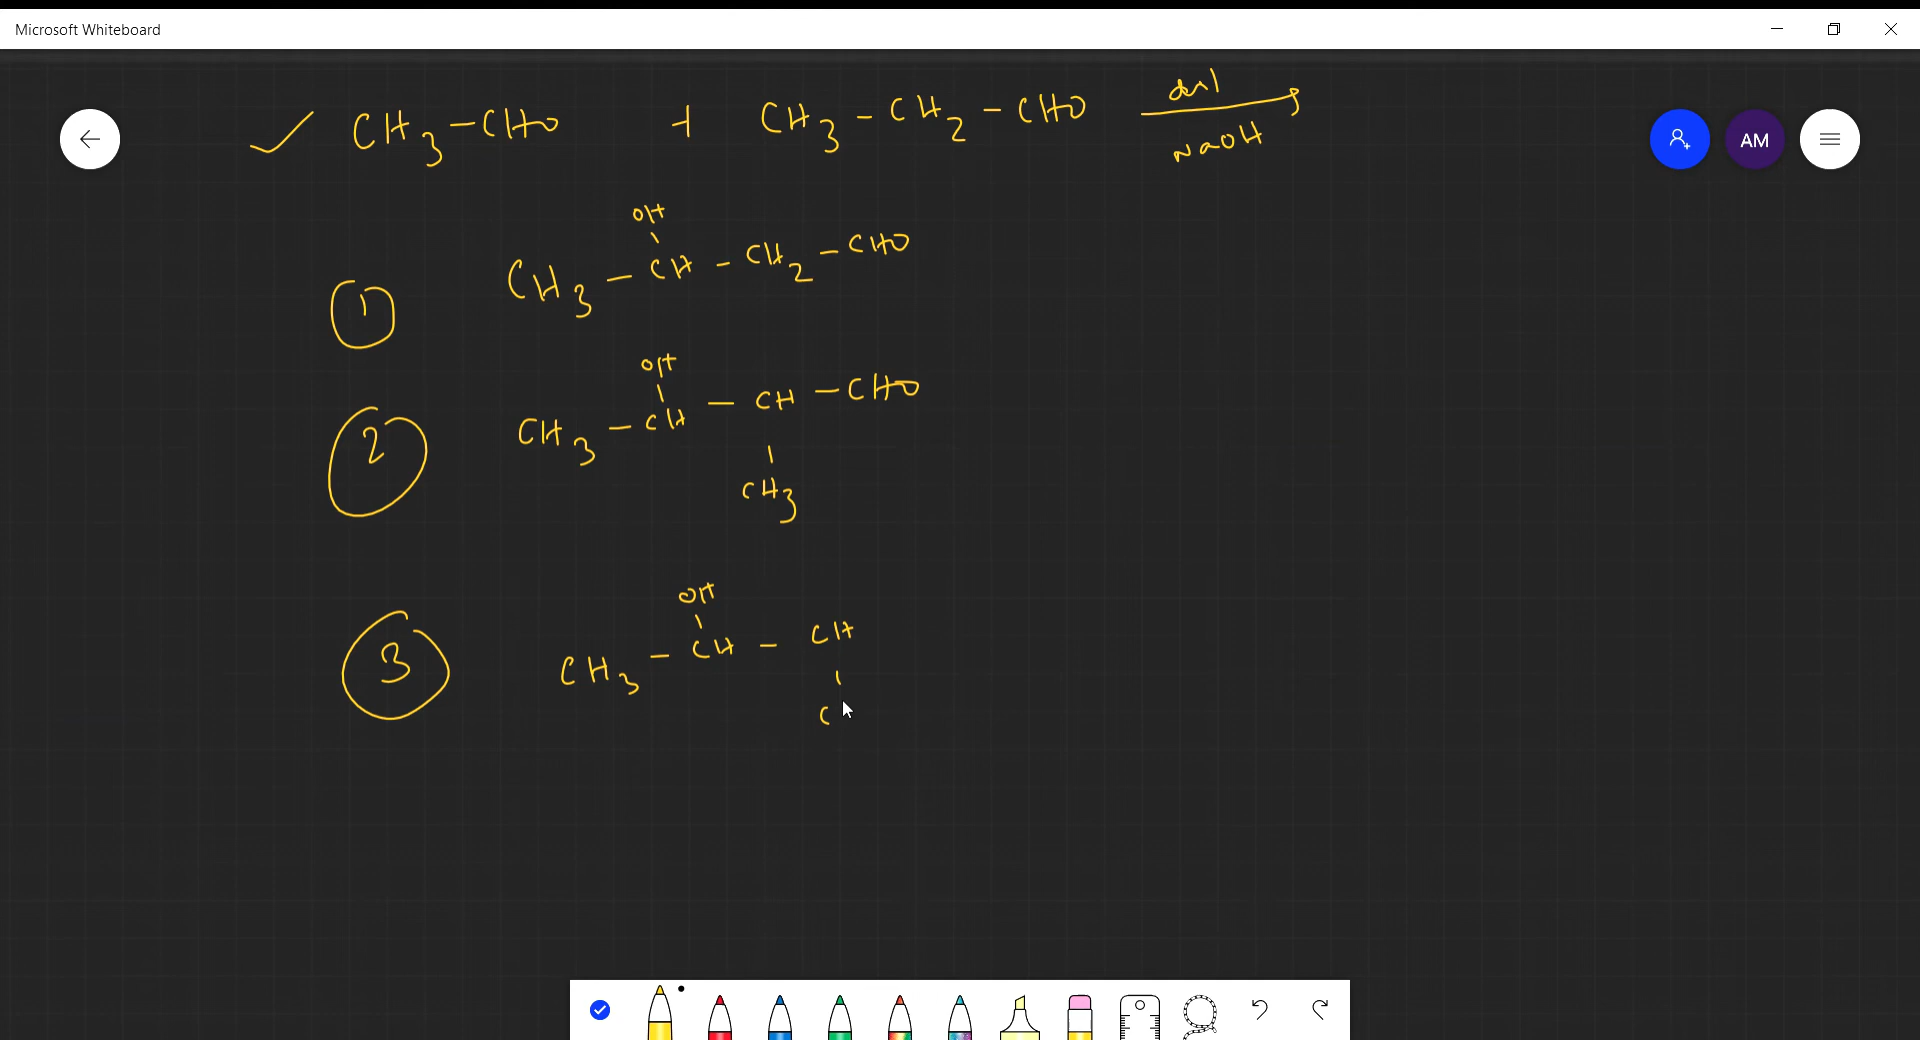 Microsoft Whiteboard
CH3-CHO + CH3-CH2-CHO dil
NaOH
AM
OH
1 CH3-CH-CH2-CHO
OH
2 CH3-CH-CH-CHO
CH3
OH
3 CH3-CH-CH
C